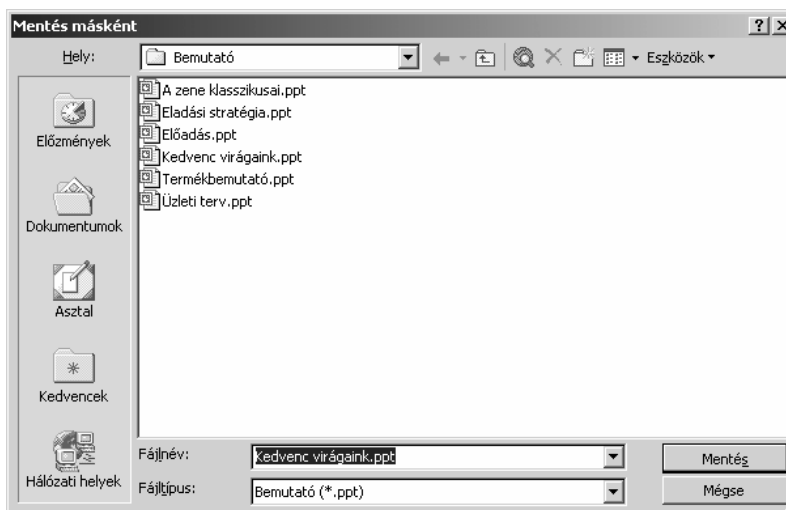 Mentés másként
Hely:
Bemutató
Eszközök
Előzmények
Dokumentumok
Asztal
Kedvencek
Hálózati helyek
A zene klasszikusai.ppt
Eladási stratégia.ppt
Előadás.ppt
Kedvenc virágaink.ppt
Termékbemutató.ppt
Üzleti terv.ppt
Fájlnév:
Kedvenc virágaink.ppt
Mentés
Fájltípus:
Bemutató (*.ppt)
Mégse